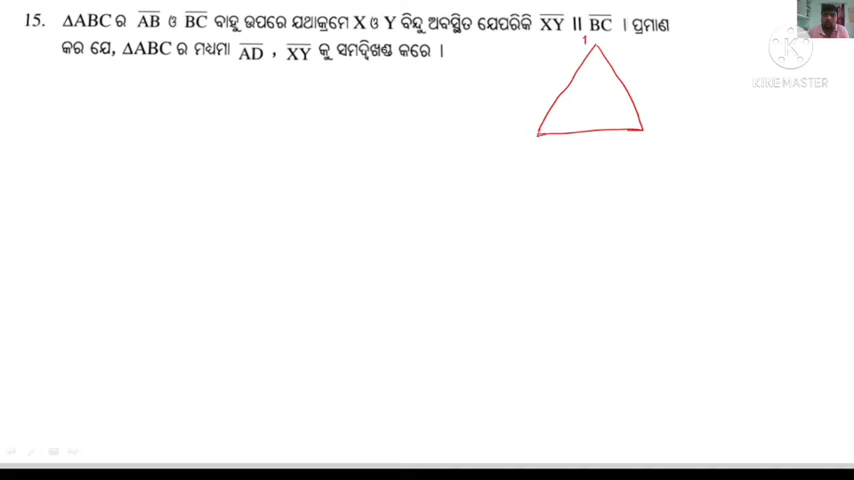 15. ΔABC ର AB ଓ BC ବାହୁ ଉପରେ ଯଥାକ୍ରମେ X ଓ Y ବିନ୍ଦୁ ଅବସ୍ଥିତ ଯେପରିକି XY || BC । ପ୍ରମାଣ
କର ଯେ, ΔABC ର ମଧ୍ୟମା AD , XY କୁ ସମଦ୍ୱିଖଣ୍ଡ କରେ ।
KINEMASTER